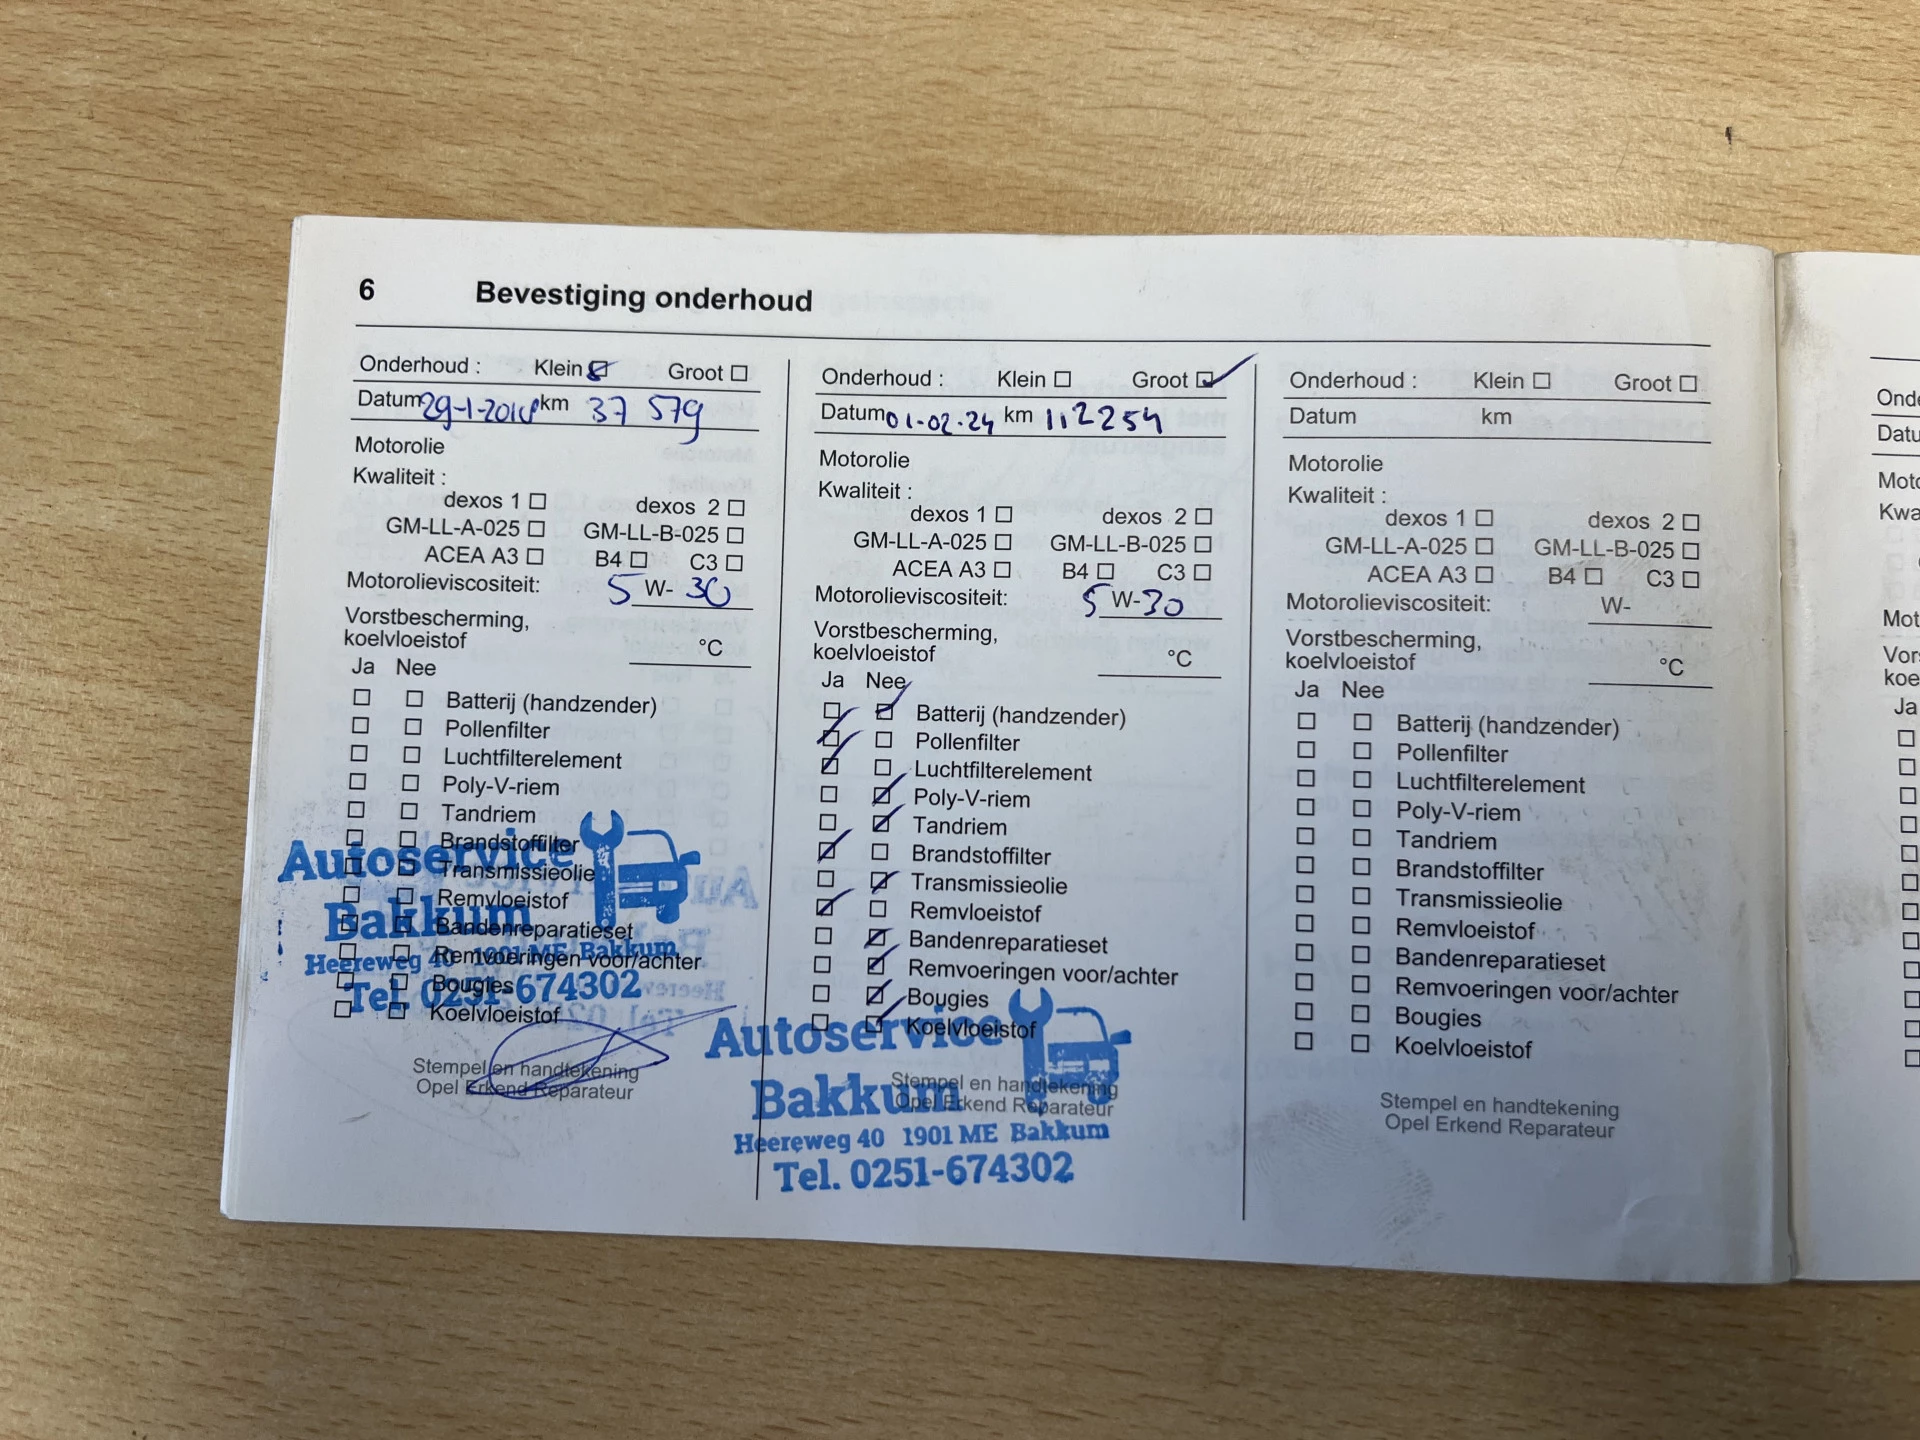 6 Bevestiging onderhoud
Onderhoud : Klein Groot
Datum km 37 579
Motorolie
Kwaliteit :
dexos 1 dexos 2
GM-LL-A-025 GM-LL-B-025
ACEA A3 B4 C3
Motorolieviscositeit: 5 W- 30
Vorstbescherming,
koelvloeistof °C
Ja Nee
Batterij (handzender)
Pollenfilter
Luchtfilterelement
Poly-V-riem
Tandriem
Brandstoffilter
Transmissieolie
Remvloeistof
Bandenreparatieset
Remvoeringen voor/achter
Bougies
Koelvloeistof
Autoservice
Bakkum
Heereweg 40 1901 ME Bakkum
Tel. 0251-674302
Stempel en handtekening
Opel Erkend Reparateur
Onderhoud : Klein Groot
Datum 01-02-24 km 112254
Motorolie
Kwaliteit :
dexos 1 dexos 2
GM-LL-A-025 GM-LL-B-025
ACEA A3 B4 C3
Motorolieviscositeit: 5 W-30
Vorstbescherming,
koelvloeistof °C
Ja Nee
Batterij (handzender)
Pollenfilter
Luchtfilterelement
Poly-V-riem
Tandriem
Brandstoffilter
Transmissieolie
Remvloeistof
Bandenreparatieset
Remvoeringen voor/achter
Bougies
Koelvloeistof
Autoservice
Bakkum
Heereweg 40 1901 ME Bakkum
Tel. 0251-674302
Stempel en handtekening
Opel Erkend Reparateur
Onderhoud : Klein Groot
Datum km
Motorolie
Kwaliteit :
dexos 1 dexos 2
GM-LL-A-025 GM-LL-B-025
ACEA A3 B4 C3
Motorolieviscositeit: W-
Vorstbescherming,
koelvloeistof °C
Ja Nee
Batterij (handzender)
Pollenfilter
Luchtfilterelement
Poly-V-riem
Tandriem
Brandstoffilter
Transmissieolie
Remvloeistof
Bandenreparatieset
Remvoeringen voor/achter
Bougies
Koelvloeistof
Stempel en handtekening
Opel Erkend Reparateur
Ja